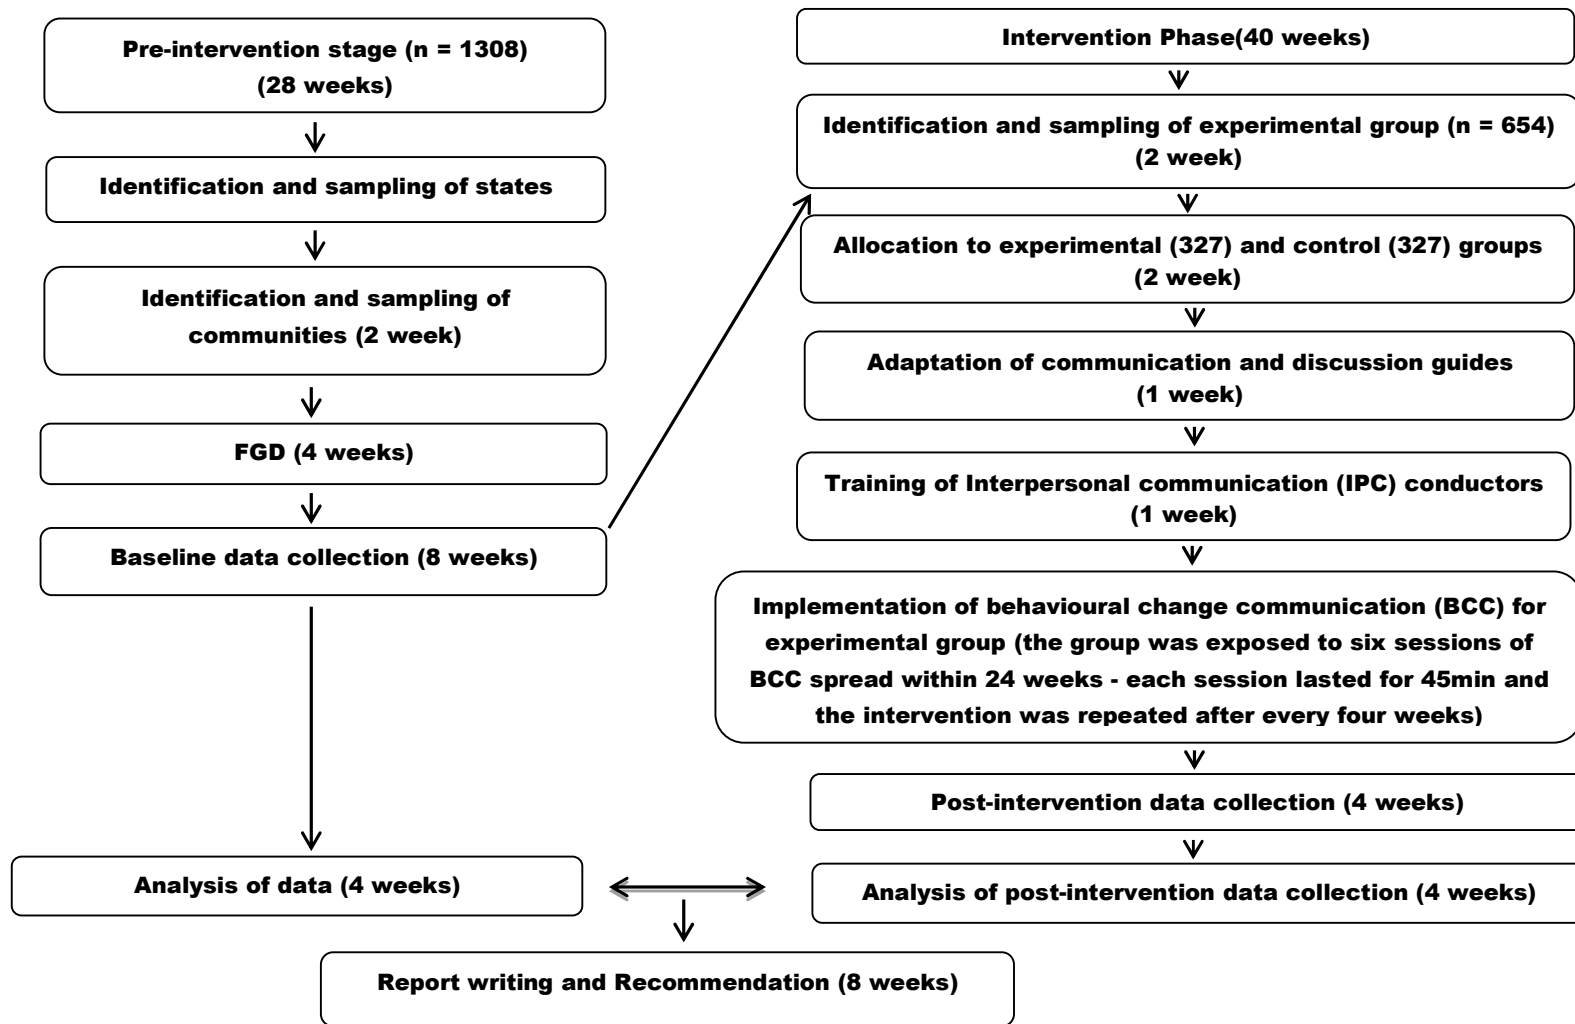 Pre-intervention stage (n = 1308)
(28 weeks)
Identification and sampling of states
Identification and sampling of
communities (2 week)
FGD (4 weeks)
Baseline data collection (8 weeks)
Analysis of data (4 weeks)
Intervention Phase(40 weeks)
Identification and sampling of experimental group (n = 654)
(2 week)
Allocation to experimental (327) and control (327) groups
(2 week)
Adaptation of communication and discussion guides
(1 week)
Training of Interpersonal communication (IPC) conductors
(1 week)
Implementation of behavioural change communication (BCC) for
experimental group (the group was exposed to six sessions of
BCC spread within 24 weeks - each session lasted for 45min and
the intervention was repeated after every four weeks)
Post-intervention data collection (4 weeks)
Analysis of post-intervention data collection (4 weeks)
Report writing and Recommendation (8 weeks)